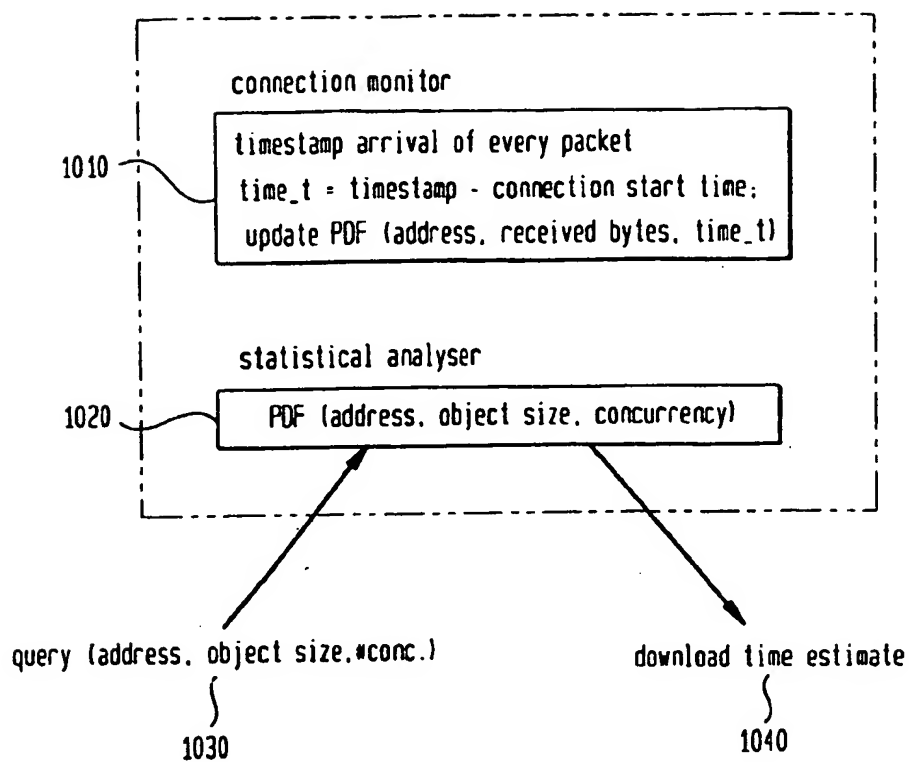 connection monitor
timestamp arrival of every packet
1010
time_t = timestamp - connection start time;
update PDF (address, received bytes, time_t)
statistical analyser
1020
PDF (address, object size, concurrency)
query (address, object size,#conc.)
download time estimate
1030
1040